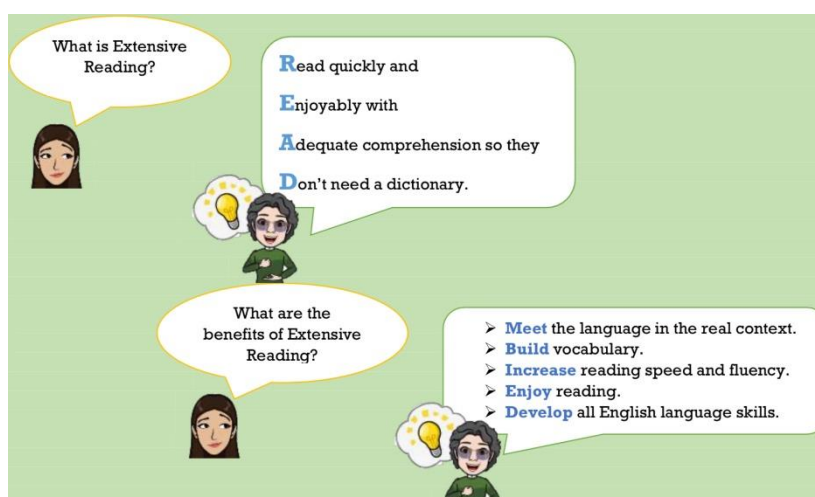 What is Extensive
Reading?
Read quickly and
Enjoyably with
Adequate comprehension so they
Don't need a dictionary.
What are the
benefits of Extensive
Reading?
➢ Meet the language in the real context.
➢ Build vocabulary.
➢ Increase reading speed and fluency.
➢ Enjoy reading.
➢ Develop all English language skills.